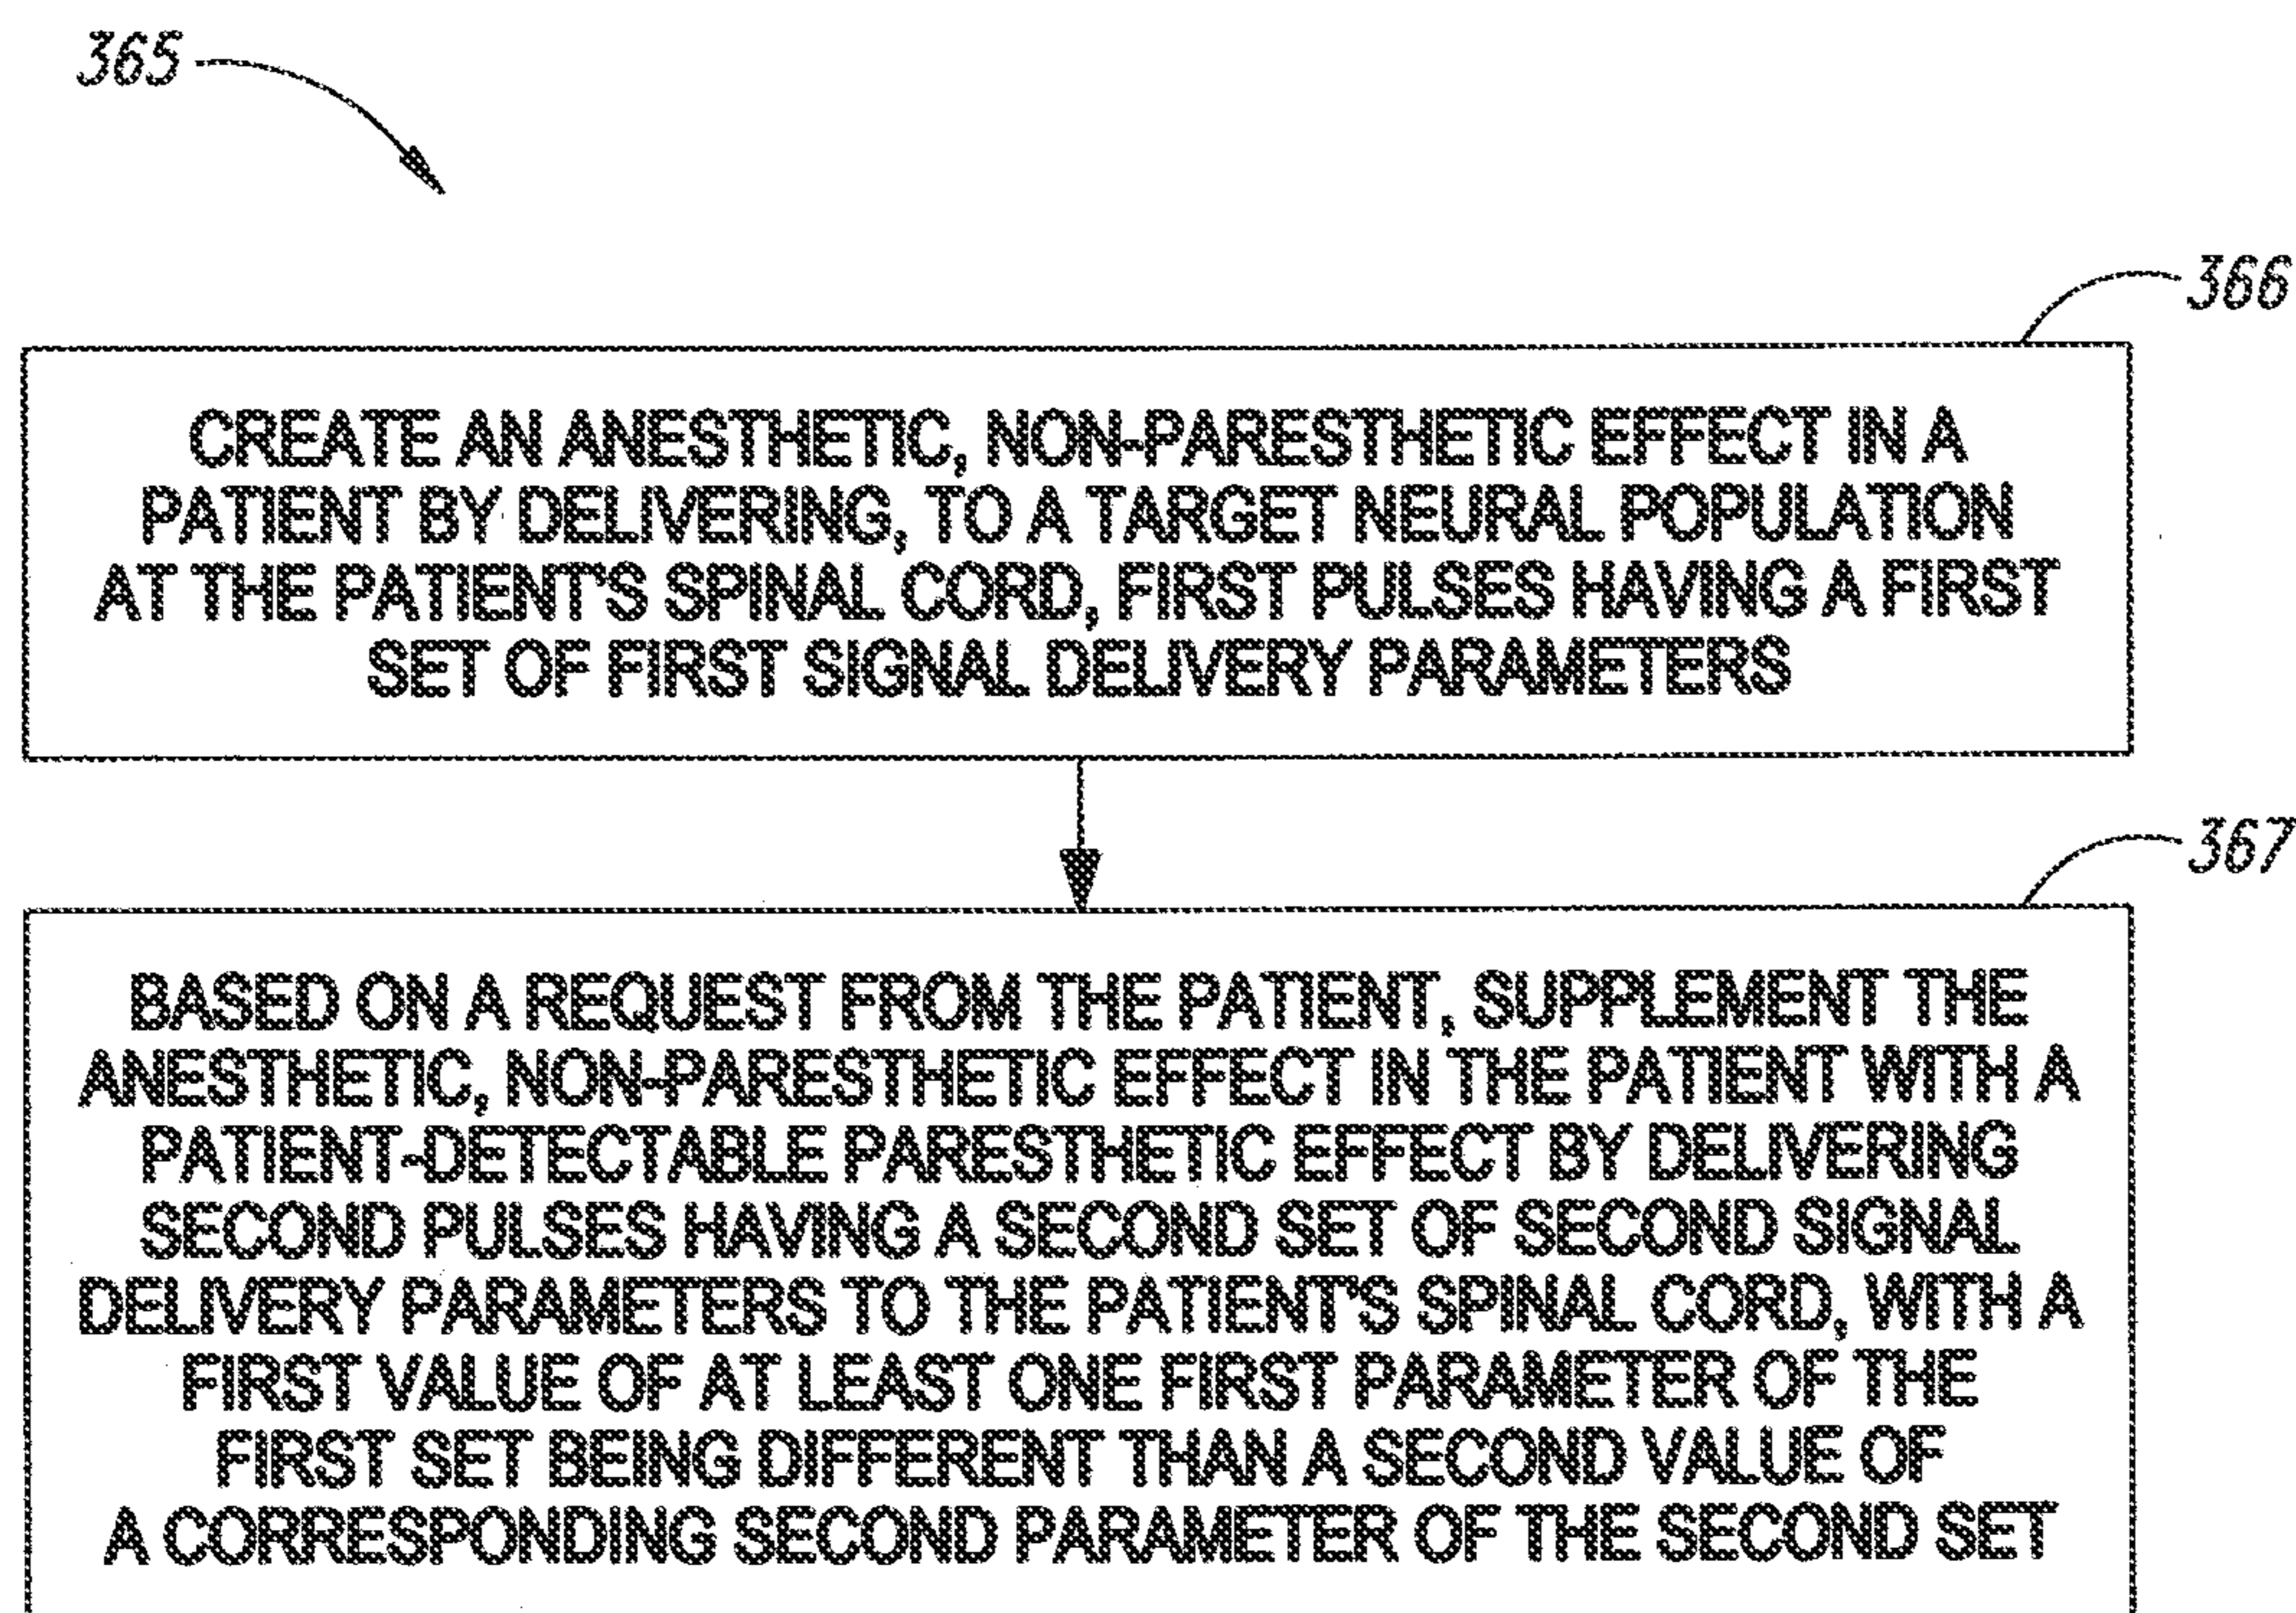 365
366
CREATE AN ANESTHETIC, NON-PARESTHETIC EFFECT IN A
PATIENT BY DELIVERING, TO A TARGET NEURAL POPULATION
AT THE PATIENT'S SPINAL CORD, FIRST PULSES HAVING A FIRST
SET OF FIRST SIGNAL DELIVERY PARAMETERS
367
BASED ON A REQUEST FROM THE PATIENT, SUPPLEMENT THE
ANESTHETIC, NON-PARESTHETIC EFFECT IN THE PATIENT WITH A
PATIENT-DETECTABLE PARESTHETIC EFFECT BY DELIVERING
SECOND PULSES HAVING A SECOND SET OF SECOND SIGNAL
DELIVERY PARAMETERS TO THE PATIENT'S SPINAL CORD, WITH A
FIRST VALUE OF AT LEAST ONE FIRST PARAMETER OF THE
FIRST SET BEING DIFFERENT THAN A SECOND VALUE OF
A CORRESPONDING SECOND PARAMETER OF THE SECOND SET